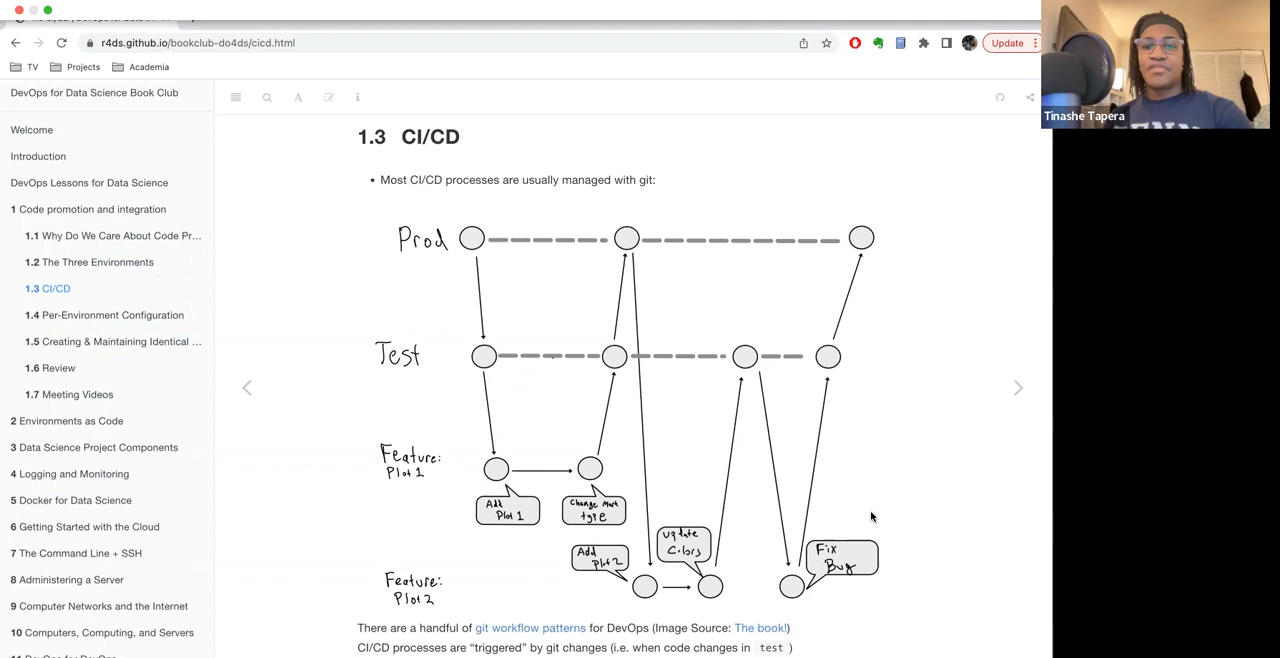 r4ds.github.io/bookclub-do4ds/cicd.html
Update
TV
Projects
Academia
Tinashe Tapera
DevOps for Data Science Book Club
Welcome
Introduction
DevOps Lessons for Data Science
1 Code promotion and integration
1.1 Why Do We Care About Code Pr...
1.2 The Three Environments
1.3 CI/CD
1.4 Per-Environment Configuration
1.5 Creating & Maintaining Identical ...
1.6 Review
1.7 Meeting Videos
2 Environments as Code
3 Data Science Project Components
4 Logging and Monitoring
5 Docker for Data Science
6 Getting Started with the Cloud
7 The Command Line + SSH
8 Administering a Server
9 Computer Networks and the Internet
10 Computers, Computing, and Servers
1.3 CI/CD
• Most CI/CD processes are usually managed with git:
Prod
Test
Feature:
Plot 1
Add
Plot 1
Change Mark
type
Add
Plot 2
Update
Colors
Fix
Bug
Feature:
Plot 2
There are a handful of git workflow patterns for DevOps (Image Source: The book!)
CI/CD processes are “triggered” by git changes (i.e. when code changes in test )